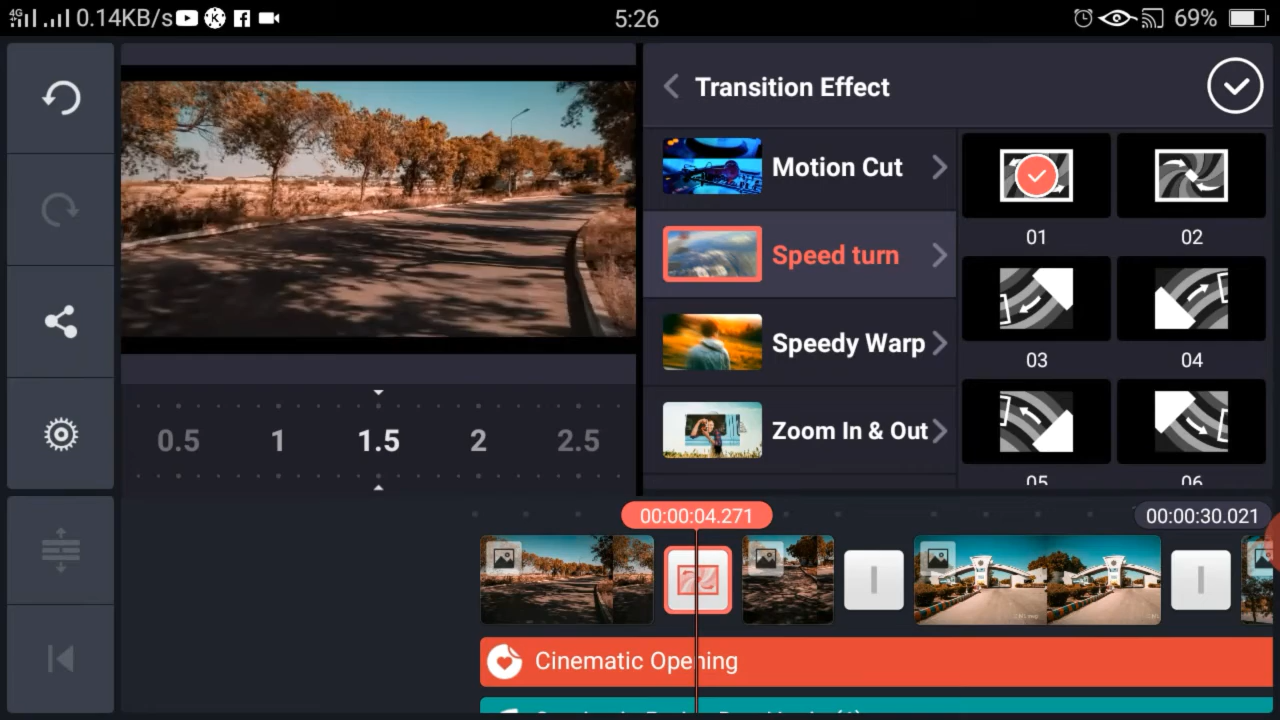 4G 0.14KB/s 5:26 69%
Transition Effect
Motion Cut
Speed turn
Speedy Warp
Zoom In & Out
01 02
03 04
05 06
0.5 1 1.5 2 2.5
00:00:04.271 00:00:30.021
Cinematic Opening